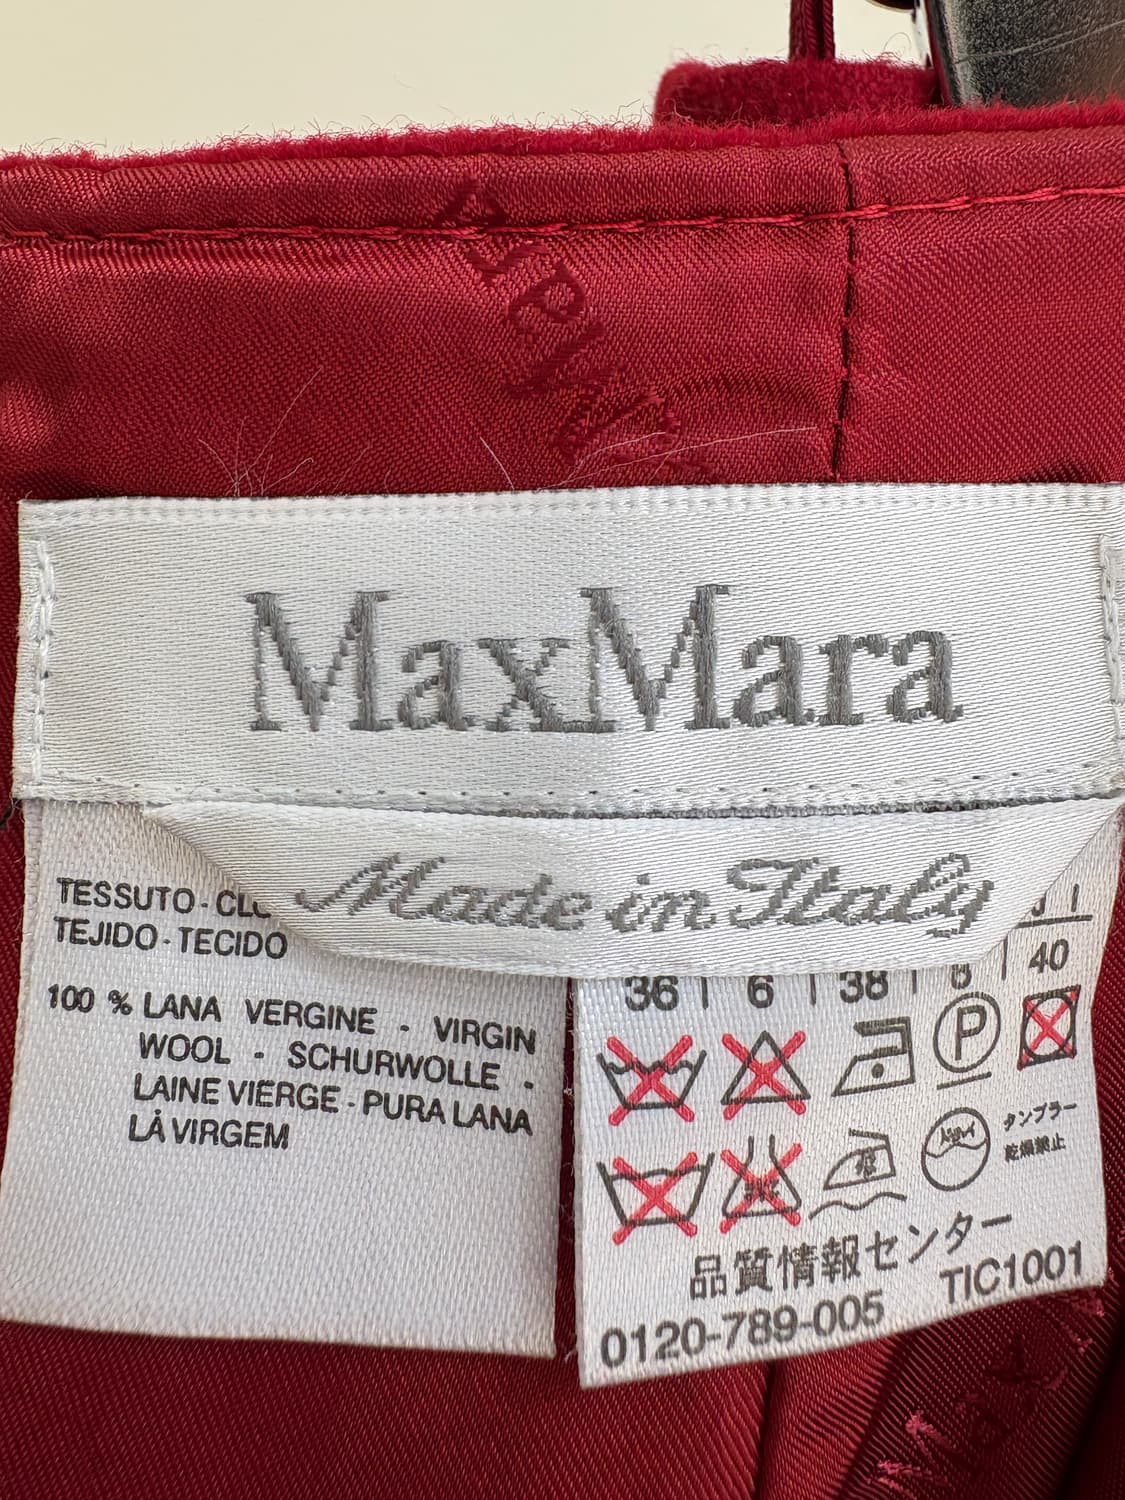 MaxMara
Made in Italy
TESSUTO - CLO
TEJIDO - TECIDO
100 % LANA VERGINE - VIRGIN
WOOL - SCHURWOLLE -
LAINE VIERGE - PURA LANA
LÀ VIRGEM
36 6 38 8 40
P
タンブラー
乾燥禁止
品質情報センター
0120-789-005 TIC1001